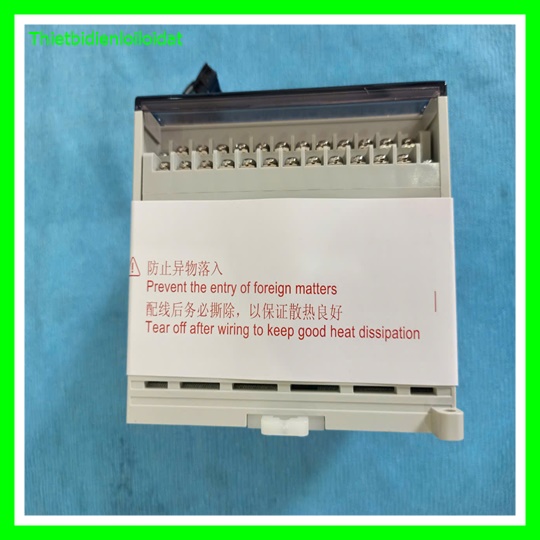 Thietbidienloiloidet
防止异物落入
Prevent the entry of foreign matters
配线后务必撕除，以保证散热良好
Tear off after wiring to keep good heat dissipation